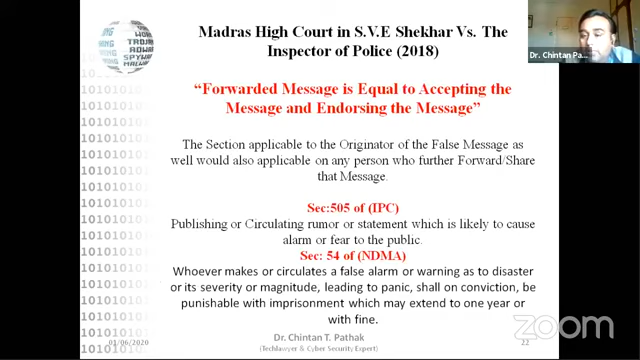 Madras High Court in S.V.E Shekhar Vs. The
Inspector of Police (2018)
Dr. Chintan Pa...
WORM
TROJAN
ROWARE
SPYWARE
MALWARE
“Forwarded Message is Equal to Accepting the
Message and Endorsing the Message”
The Section applicable to the Originator of the False Message as
well would also applicable on any person who further Forward/Share
that Message.
Sec:505 of (IPC)
Publishing or Circulating rumor or statement which is likely to cause
alarm or fear to the public.
Sec: 54 of (NDMA)
Whoever makes or circulates a false alarm or warning as to disaster
or its severity or magnitude, leading to panic, shall on conviction, be
punishable with imprisonment which may extend to one year or
with fine.
01/06/2020
Dr. Chintan T. Pathak
(Techlawyer & Cyber Security Expert)
22
zoom